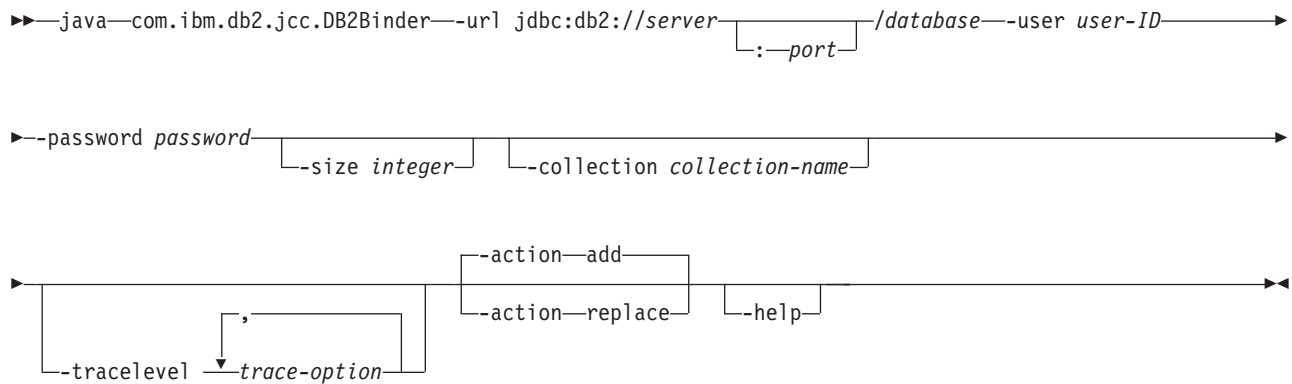 java com.ibm.db2.jcc.DB2Binder -url jdbc:db2://server /database -user user-ID
: port
-password password
-size integer -collection collection-name
-action add
-action replace -help
,
-tracelevel trace-option